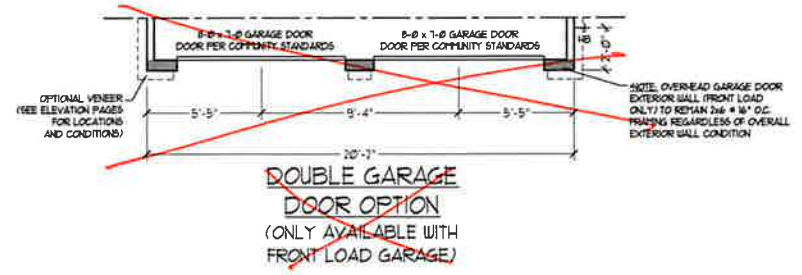 8-0 x 7-0 GARAGE DOOR
DOOR PER COMMUNITY STANDARDS
8-0 x 7-0 GARAGE DOOR
DOOR PER COMMUNITY STANDARDS
2'-0"
OPTIONAL VENEER
(SEE ELEVATION PAGES
FOR LOCATIONS
AND CONDITIONS)
5'-5"
9'-4"
5'-5"
NOTE: OVERHEAD GARAGE DOOR
EXTERIOR WALL (FRONT LOAD
ONLY) TO REMAIN 2x6 @ 16" O.C.
FRAMING REGARDLESS OF OVERALL
EXTERIOR WALL CONDITION
20'-2"
DOUBLE GARAGE
DOOR OPTION
(ONLY AVAILABLE WITH
FRONT LOAD GARAGE)